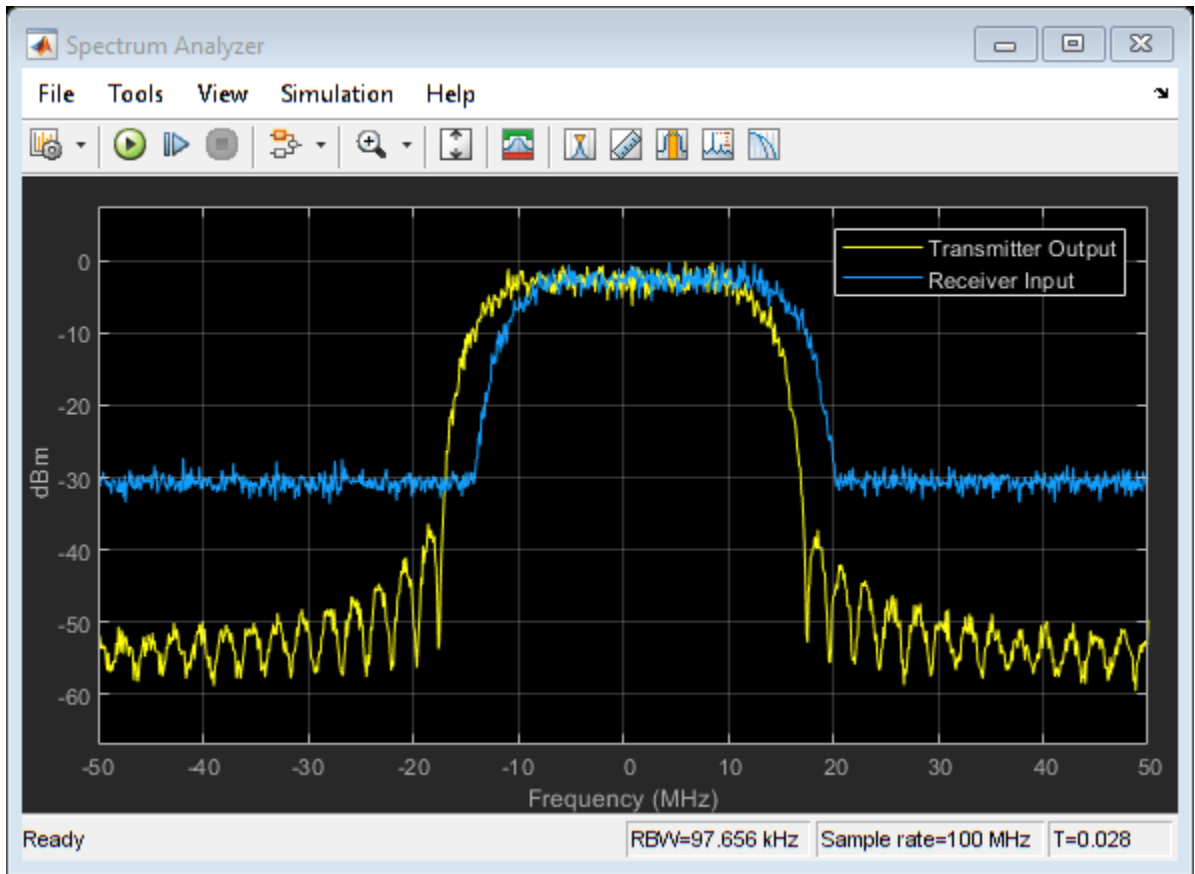 Spectrum Analyzer
File Tools View Simulation Help
Transmitter Output
Receiver Input
0
-10
-20
-30
-40
-50
-60
dBm
-50 -40 -30 -20 -10 0 10 20 30 40 50
Frequency (MHz)
Ready RBW=97.656 kHz Sample rate=100 MHz T=0.028